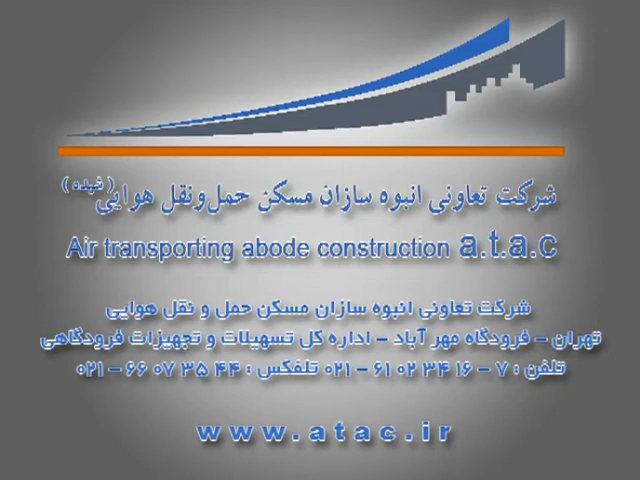 شرکت تعاونی انبوه سازان مسکن حمل‌ونقل هوایی (شیده)
Air transporting abode construction a.t.a.c
شرکت تعاونی انبوه سازان مسکن حمل و نقل هوایی
تهران - فرودگاه مهر آباد - اداره کل تسهیلات و تجهیزات فرودگاهی
تلفن : ۷ - ۱۶ ۳۴ ۰۲ ۶۱ - ۰۲۱ تلفکس : ۴۴ ۳۵ ۰۷ ۶۶ - ۰۲۱
www.atac.ir